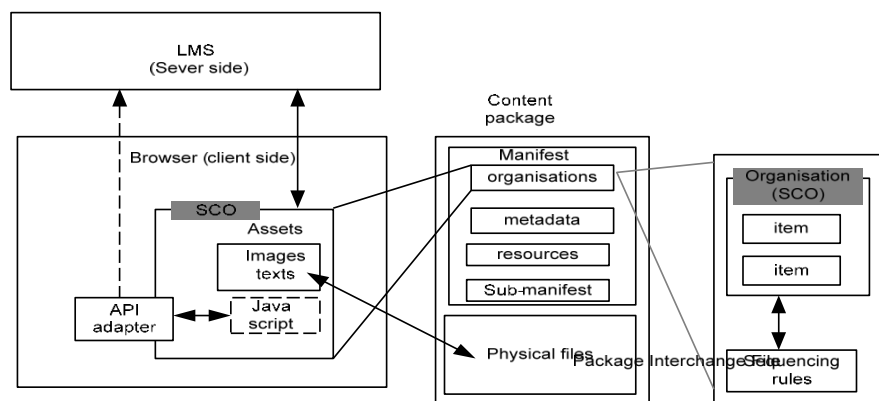 LMS
(Sever side)
Browser (client side)
SCO
Assets
Images
texts
API
adapter
Java
script
Content
package
Manifest
organisations
metadata
resources
Sub-manifest
Physical files
Package Interchange File
Organisation
(SCO)
item
item
Sequencing
rules